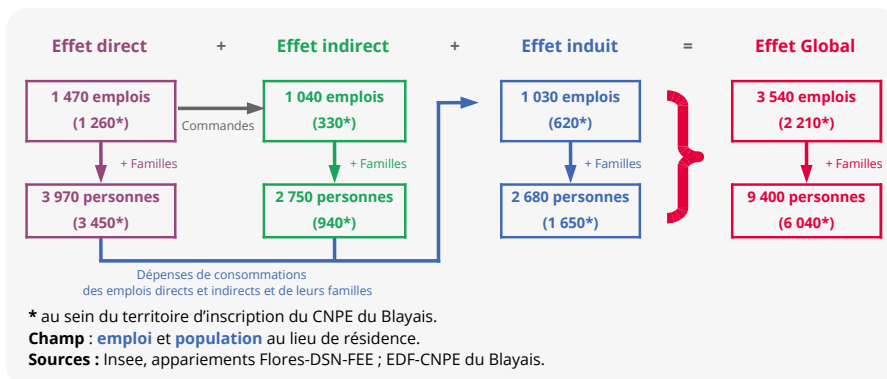 Effet direct + Effet indirect + Effet induit = Effet Global
1 470 emplois
(1 260*)
Commandes
1 040 emplois
(330*)
1 030 emplois
(620*)
3 540 emplois
(2 210*)
+ Familles
+ Familles
+ Familles
+ Familles
3 970 personnes
(3 450*)
2 750 personnes
(940*)
2 680 personnes
(1 650*)
9 400 personnes
(6 040*)
Dépenses de consommations
des emplois directs et indirects et de leurs familles
* au sein du territoire d'inscription du CNPE du Blayais.
Champ : emploi et population au lieu de résidence.
Sources : Insee, appariements Flores-DSN-FEE ; EDF-CNPE du Blayais.